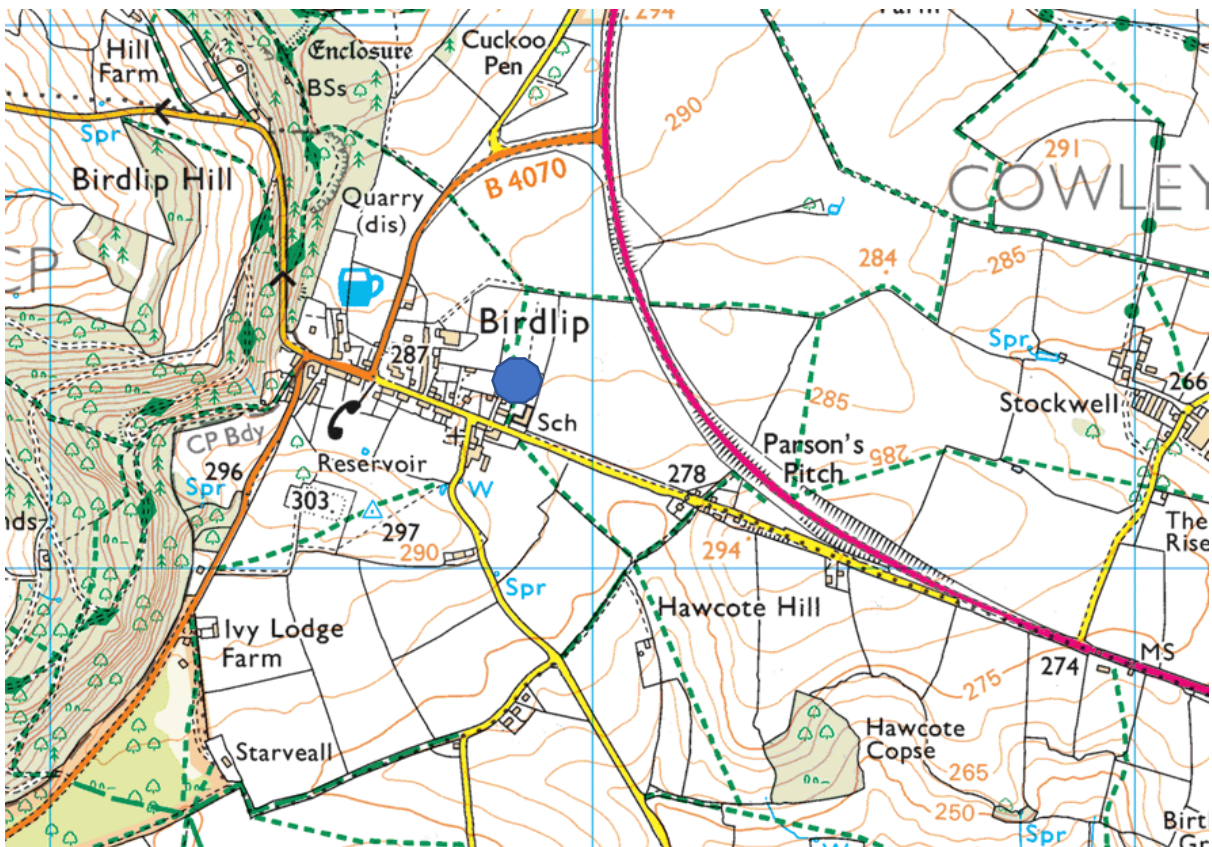 294
Farm
Hill
Farm
Enclosure
BSs
Cuckoo
Pen
Spr
290
291
Birdlip Hill
Quarry
(dis)
B 4070
COWLEY
CP
284
285
Birdlip
287
Spr
266
Stockwell
285
Sch
CP Bdy
Parson's
Pitch
285
296
Reservoir
278
Spr
303
W
297
290
294
The
Rise
nds
Spr
Hawcote Hill
Ivy Lodge
Farm
274
MS
275
Starveall
Hawcote
Copse
265
250
Spr
Birt
Gr
W